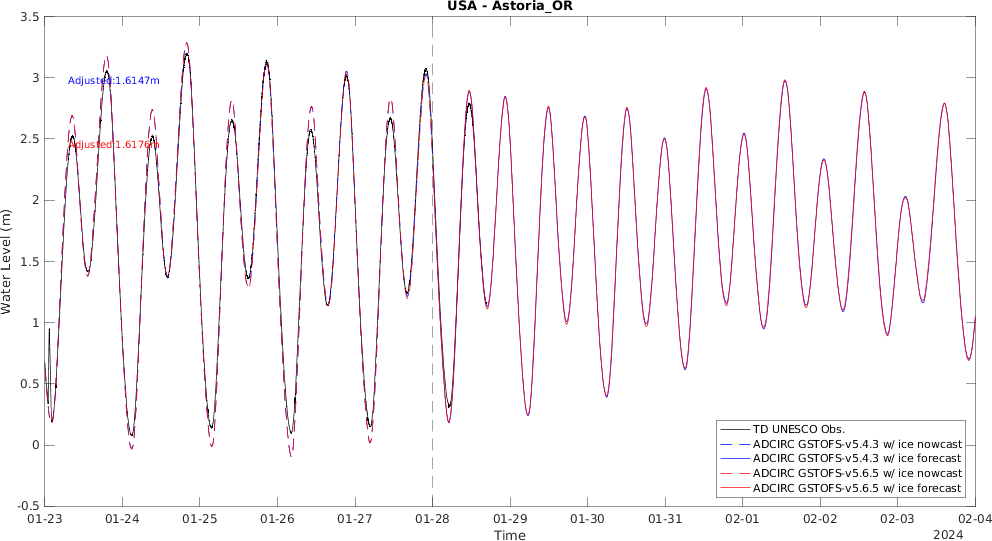 USA - Astoria_OR
3.5
3
2.5
2
1.5
1
0.5
0
-0.5
Water Level (m)
Adjusted:1.6147m
Adjusted:1.6176m
TD UNESCO Obs.
ADCIRC GSTOFS-v5.4.3 w/ ice nowcast
ADCIRC GSTOFS-v5.4.3 w/ ice forecast
ADCIRC GSTOFS-v5.6.5 w/ ice nowcast
ADCIRC GSTOFS-v5.6.5 w/ ice forecast
01-23 01-24 01-25 01-26 01-27 01-28 01-29 01-30 01-31 02-01 02-02 02-03 02-04
Time
2024